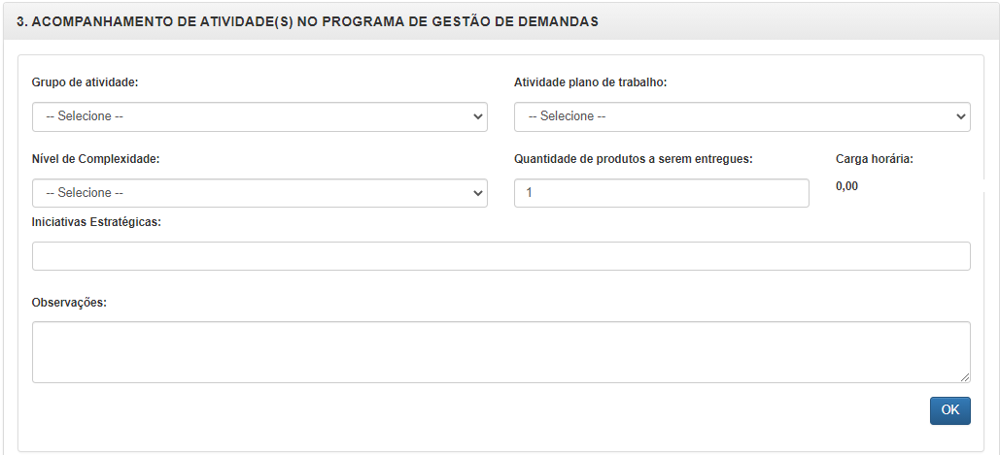 3. ACOMPANHAMENTO DE ATIVIDADE(S) NO PROGRAMA DE GESTÃO DE DEMANDAS
Grupo de atividade: Atividade plano de trabalho:
-- Selecione -- -- Selecione --
Nível de Complexidade: Quantidade de produtos a serem entregues: Carga horária:
-- Selecione -- 1 0,00
Iniciativas Estratégicas:
Observações:
OK